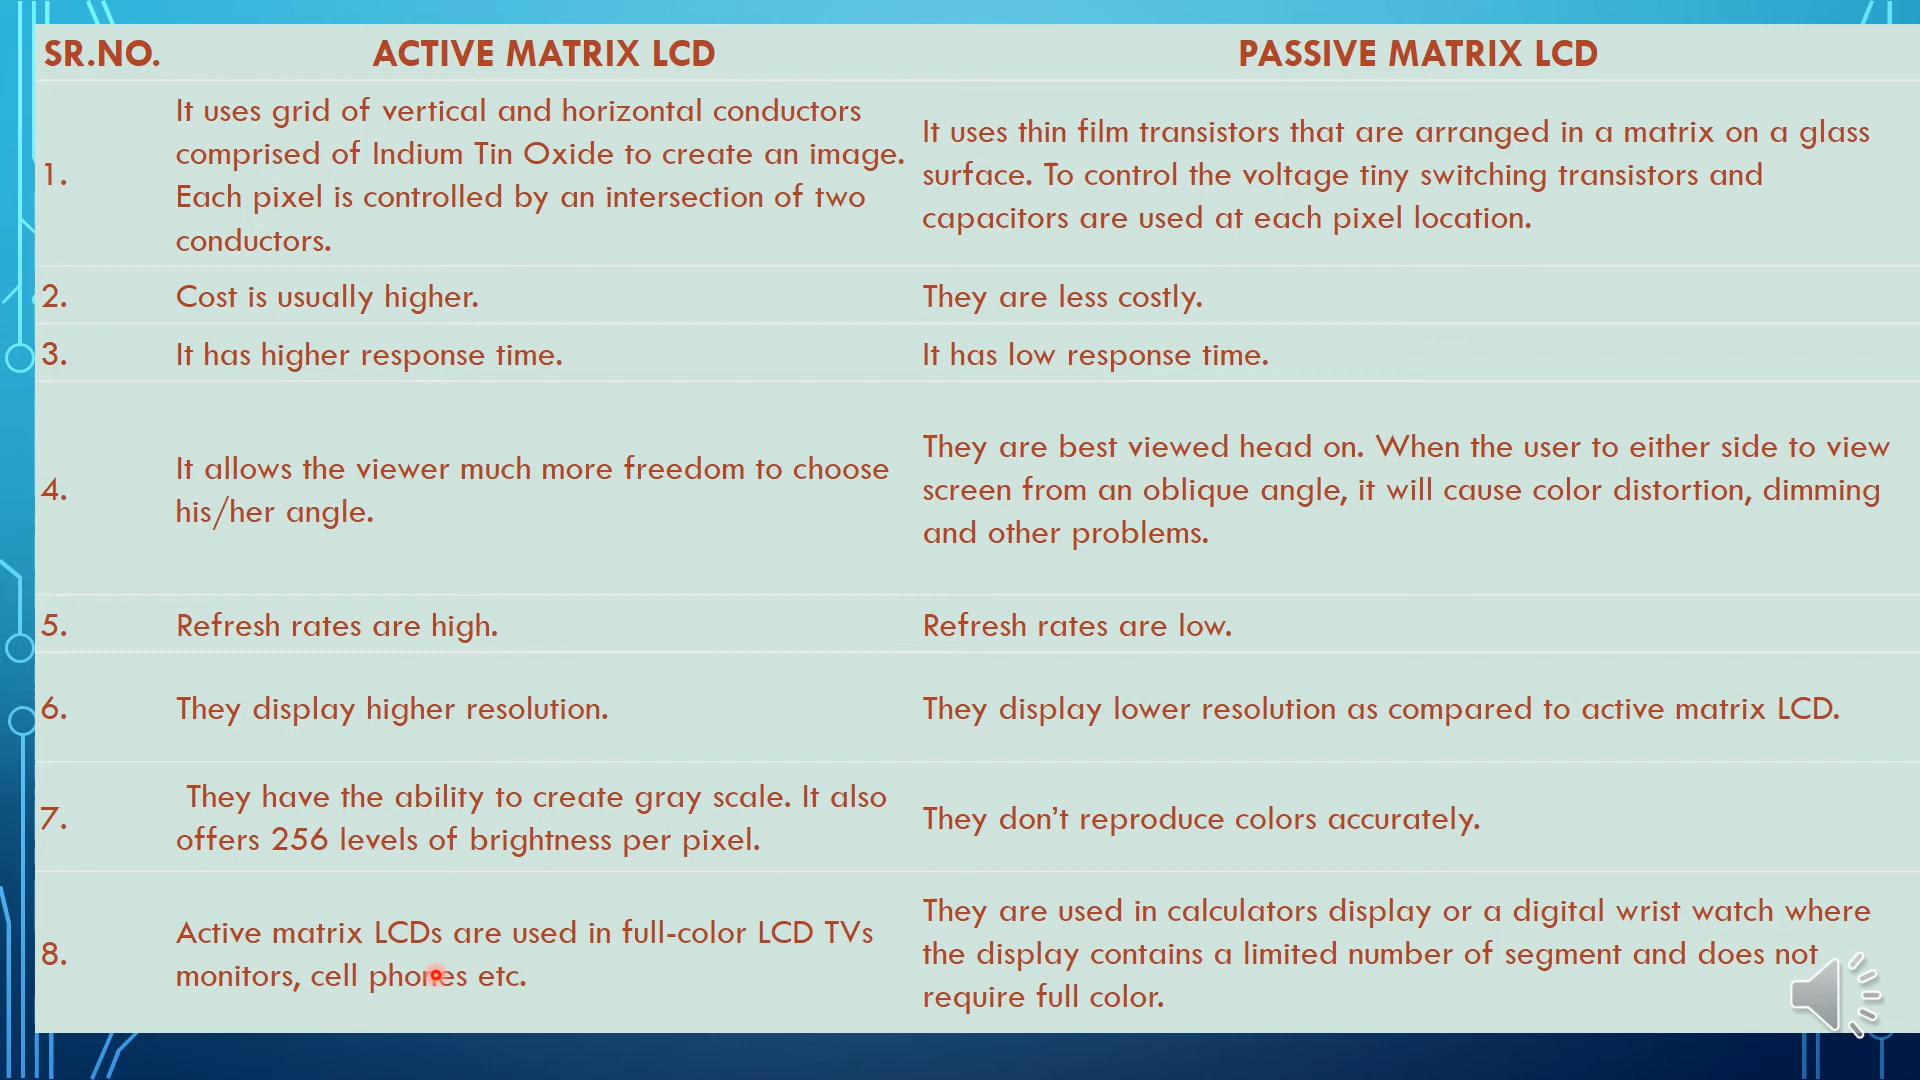 SR.NO. ACTIVE MATRIX LCD PASSIVE MATRIX LCD
1.
It uses grid of vertical and horizontal conductors
comprised of Indium Tin Oxide to create an image.
Each pixel is controlled by an intersection of two
conductors.
It uses thin film transistors that are arranged in a matrix on a glass
surface. To control the voltage tiny switching transistors and
capacitors are used at each pixel location.
2. Cost is usually higher. They are less costly.
3. It has higher response time. It has low response time.
4.
It allows the viewer much more freedom to choose
his/her angle.
They are best viewed head on. When the user to either side to view
screen from an oblique angle, it will cause color distortion, dimming
and other problems.
5. Refresh rates are high. Refresh rates are low.
6. They display higher resolution. They display lower resolution as compared to active matrix LCD.
7.
They have the ability to create gray scale. It also
offers 256 levels of brightness per pixel.
They don't reproduce colors accurately.
8.
Active matrix LCDs are used in full-color LCD TVs
monitors, cell phones etc.
They are used in calculators display or a digital wrist watch where
the display contains a limited number of segment and does not
require full color.